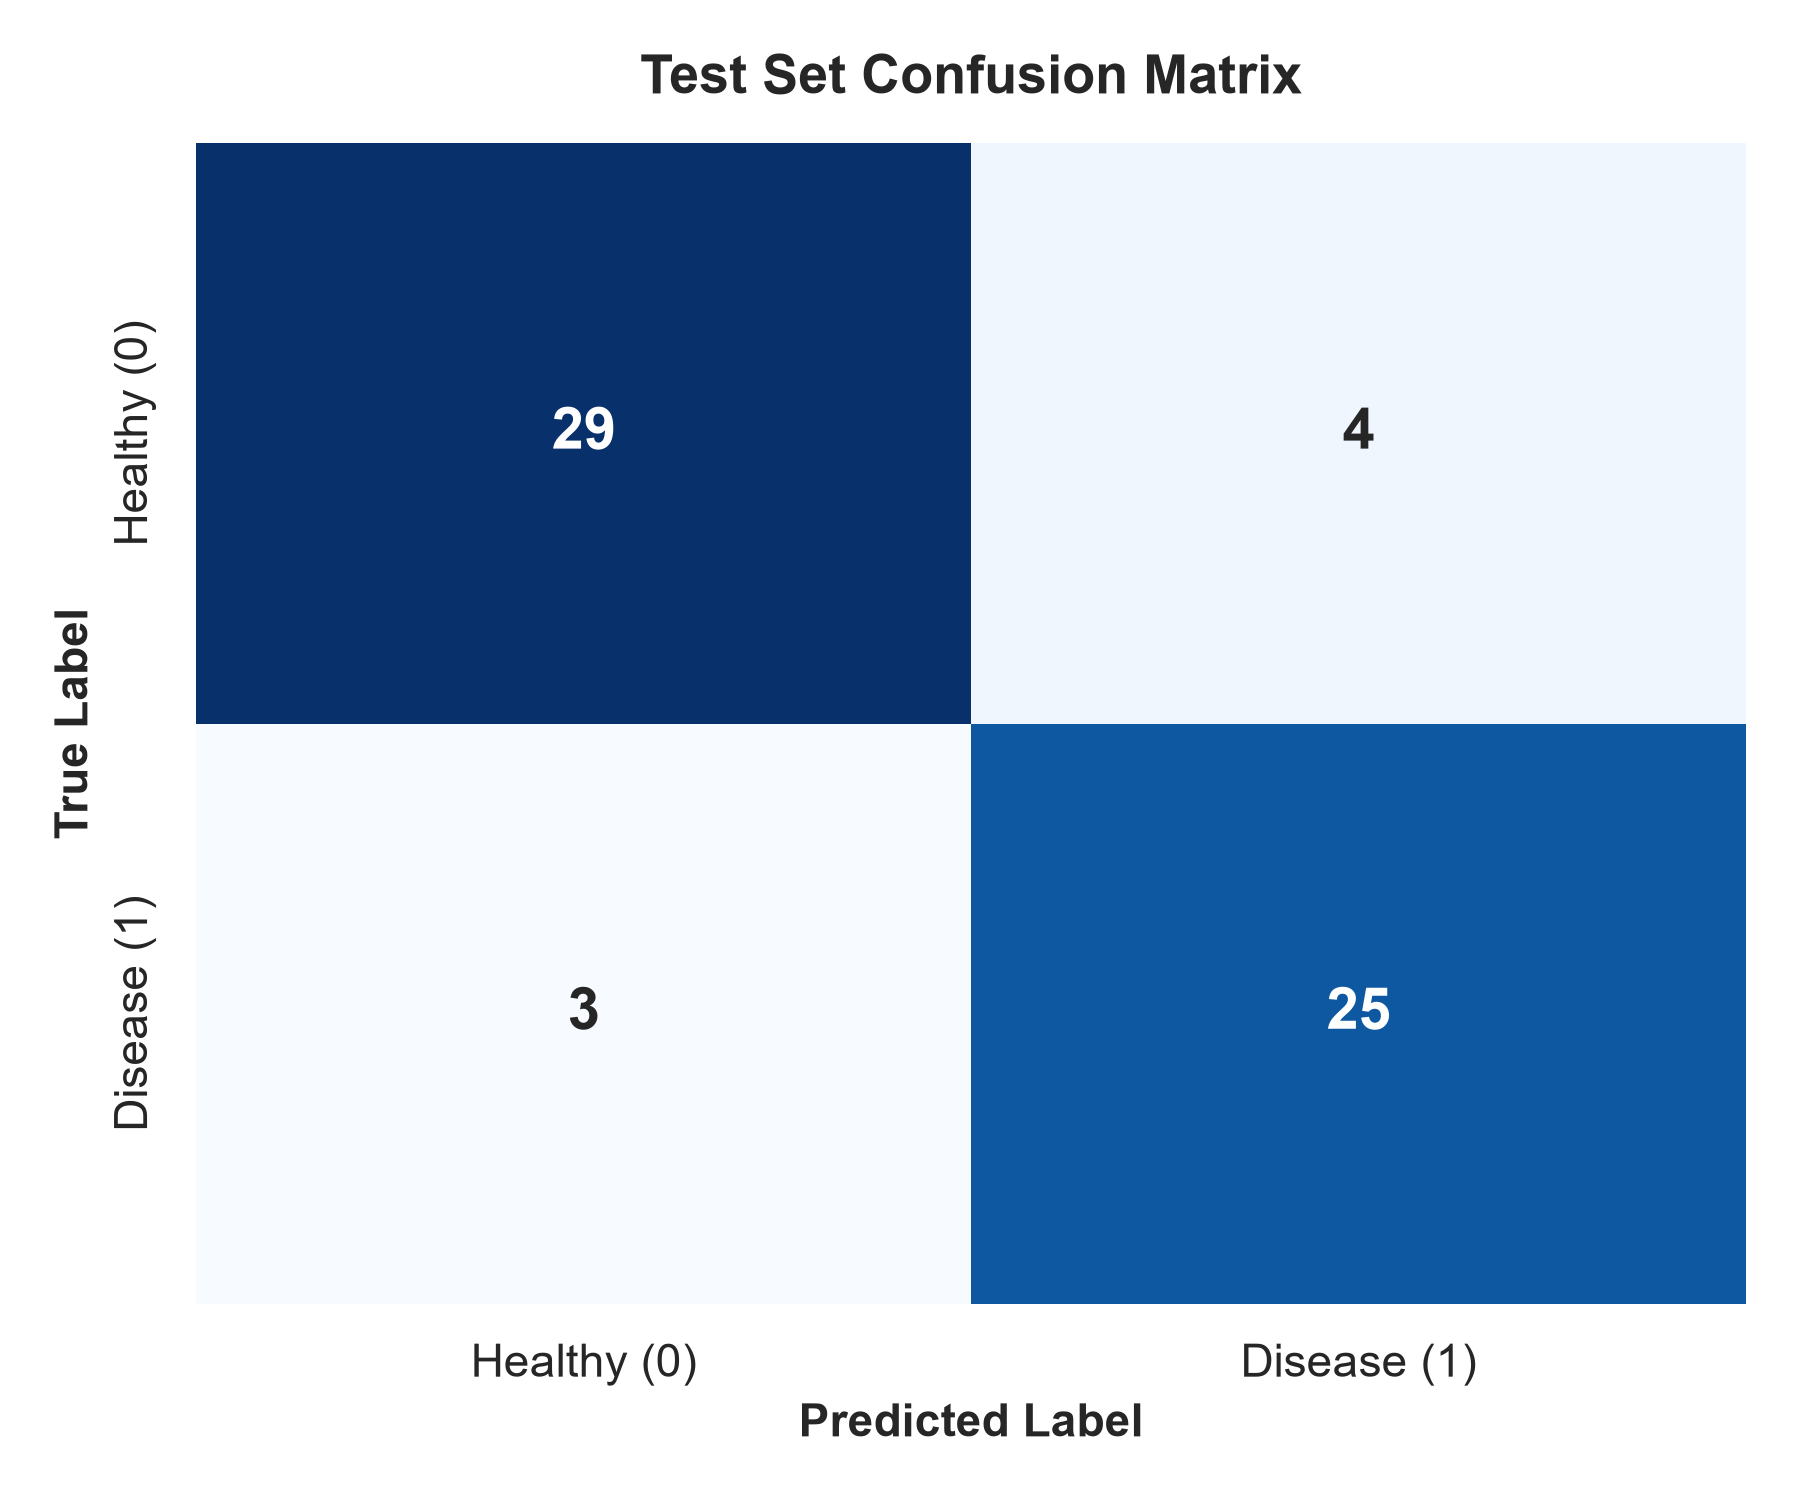 Test Set Confusion Matrix
True Label
Healthy (0)
29
4
Disease (1)
3
25
Healthy (0)
Disease (1)
Predicted Label